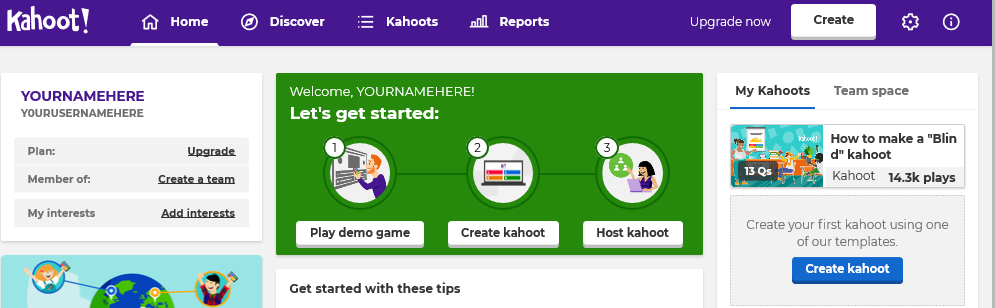 Kahoot!
Home
Discover
Kahoots
Reports
Upgrade now
Create
YOURNAMEHERE
Y0URUSERNAMEHERE
Plan: Upgrade
Member of: Create a team
My interests Add interests
Welcome, YOURNAMEHERE!
Let's get started:
1
2
3
Play demo game
Create kahoot
Host kahoot
Get started with these tips
My Kahoots
Team space
Kahoot!
13 Qs
How to make a "Blin
d" kahoot
Kahoot 14.3k plays
Create your first kahoot using one
of our templates.
Create kahoot